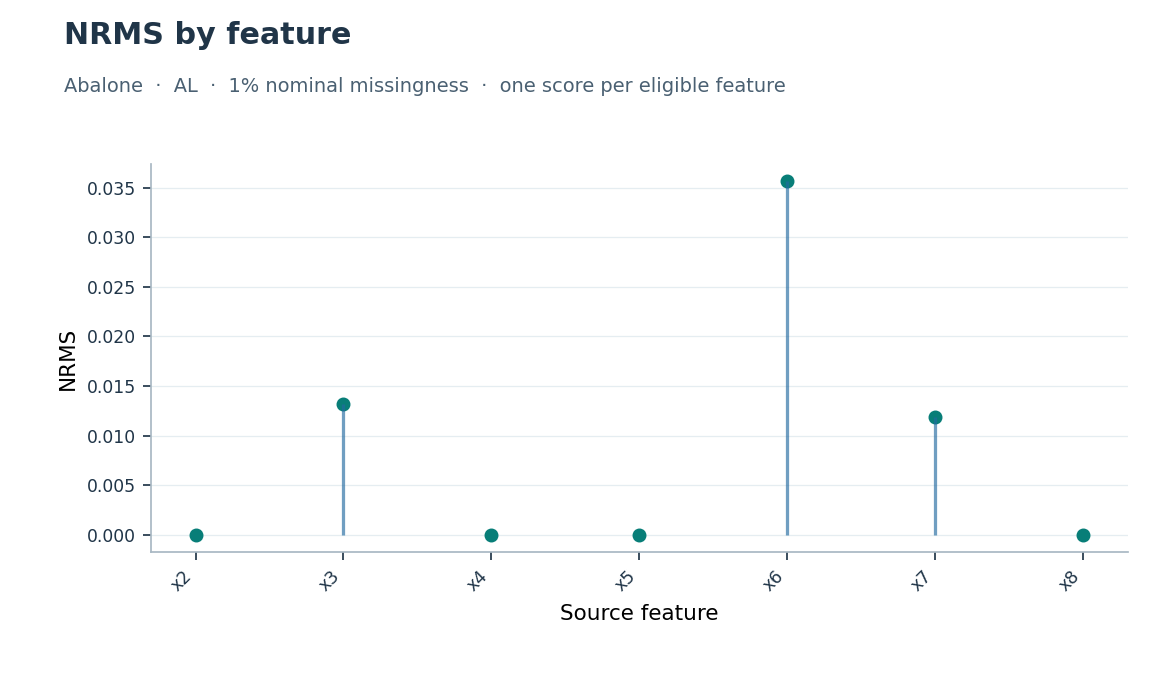 NRMS by feature
Abalone · AL · 1% nominal missingness · one score per eligible feature
NRMS
0.035
0.030
0.025
0.020
0.015
0.010
0.005
0.000
x2 x3 x4 x5 x6 x7 x8
Source feature